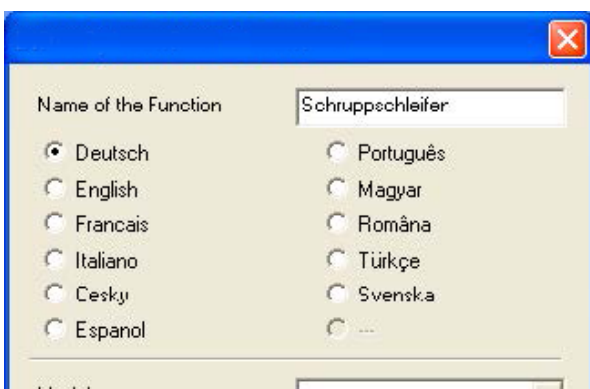 Name of the Function Schruppschleifer
Deutsch Português
English Magyar
Francais Româna
Italiano Türkçe
Cesky Svenska
Espanol ---